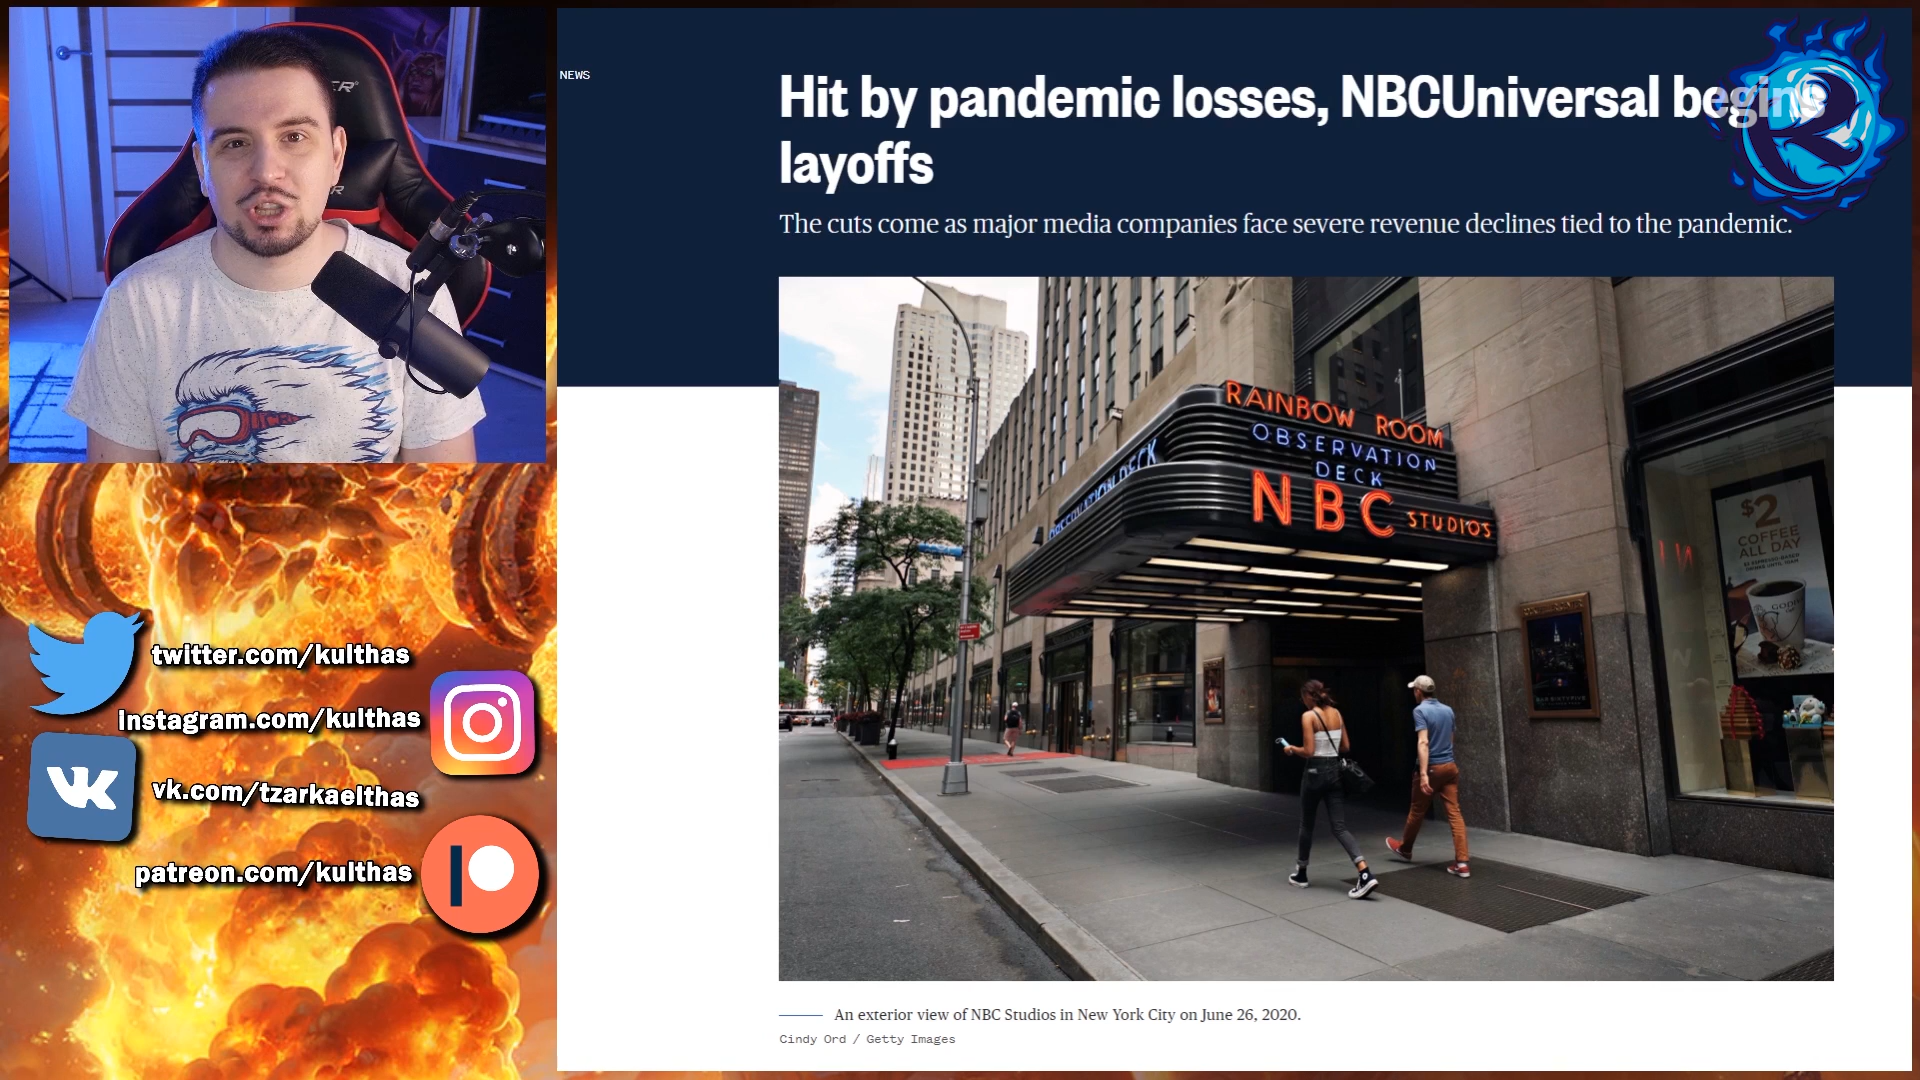 NEWS
Hit by pandemic losses, NBCUniversal begins
layoffs
The cuts come as major media companies face severe revenue declines tied to the pandemic.
RAINBOW ROOM
OBSERVATION
DECK
NBC STUDIOS
OBSERVATION DECK
$2
COFFEE
ALL DAY
twitter.com/kulthas
instagram.com/kulthas
vk.com/tzarkaelthas
patreon.com/kulthas
An exterior view of NBC Studios in New York City on June 26, 2020.
Cindy Ord / Getty Images